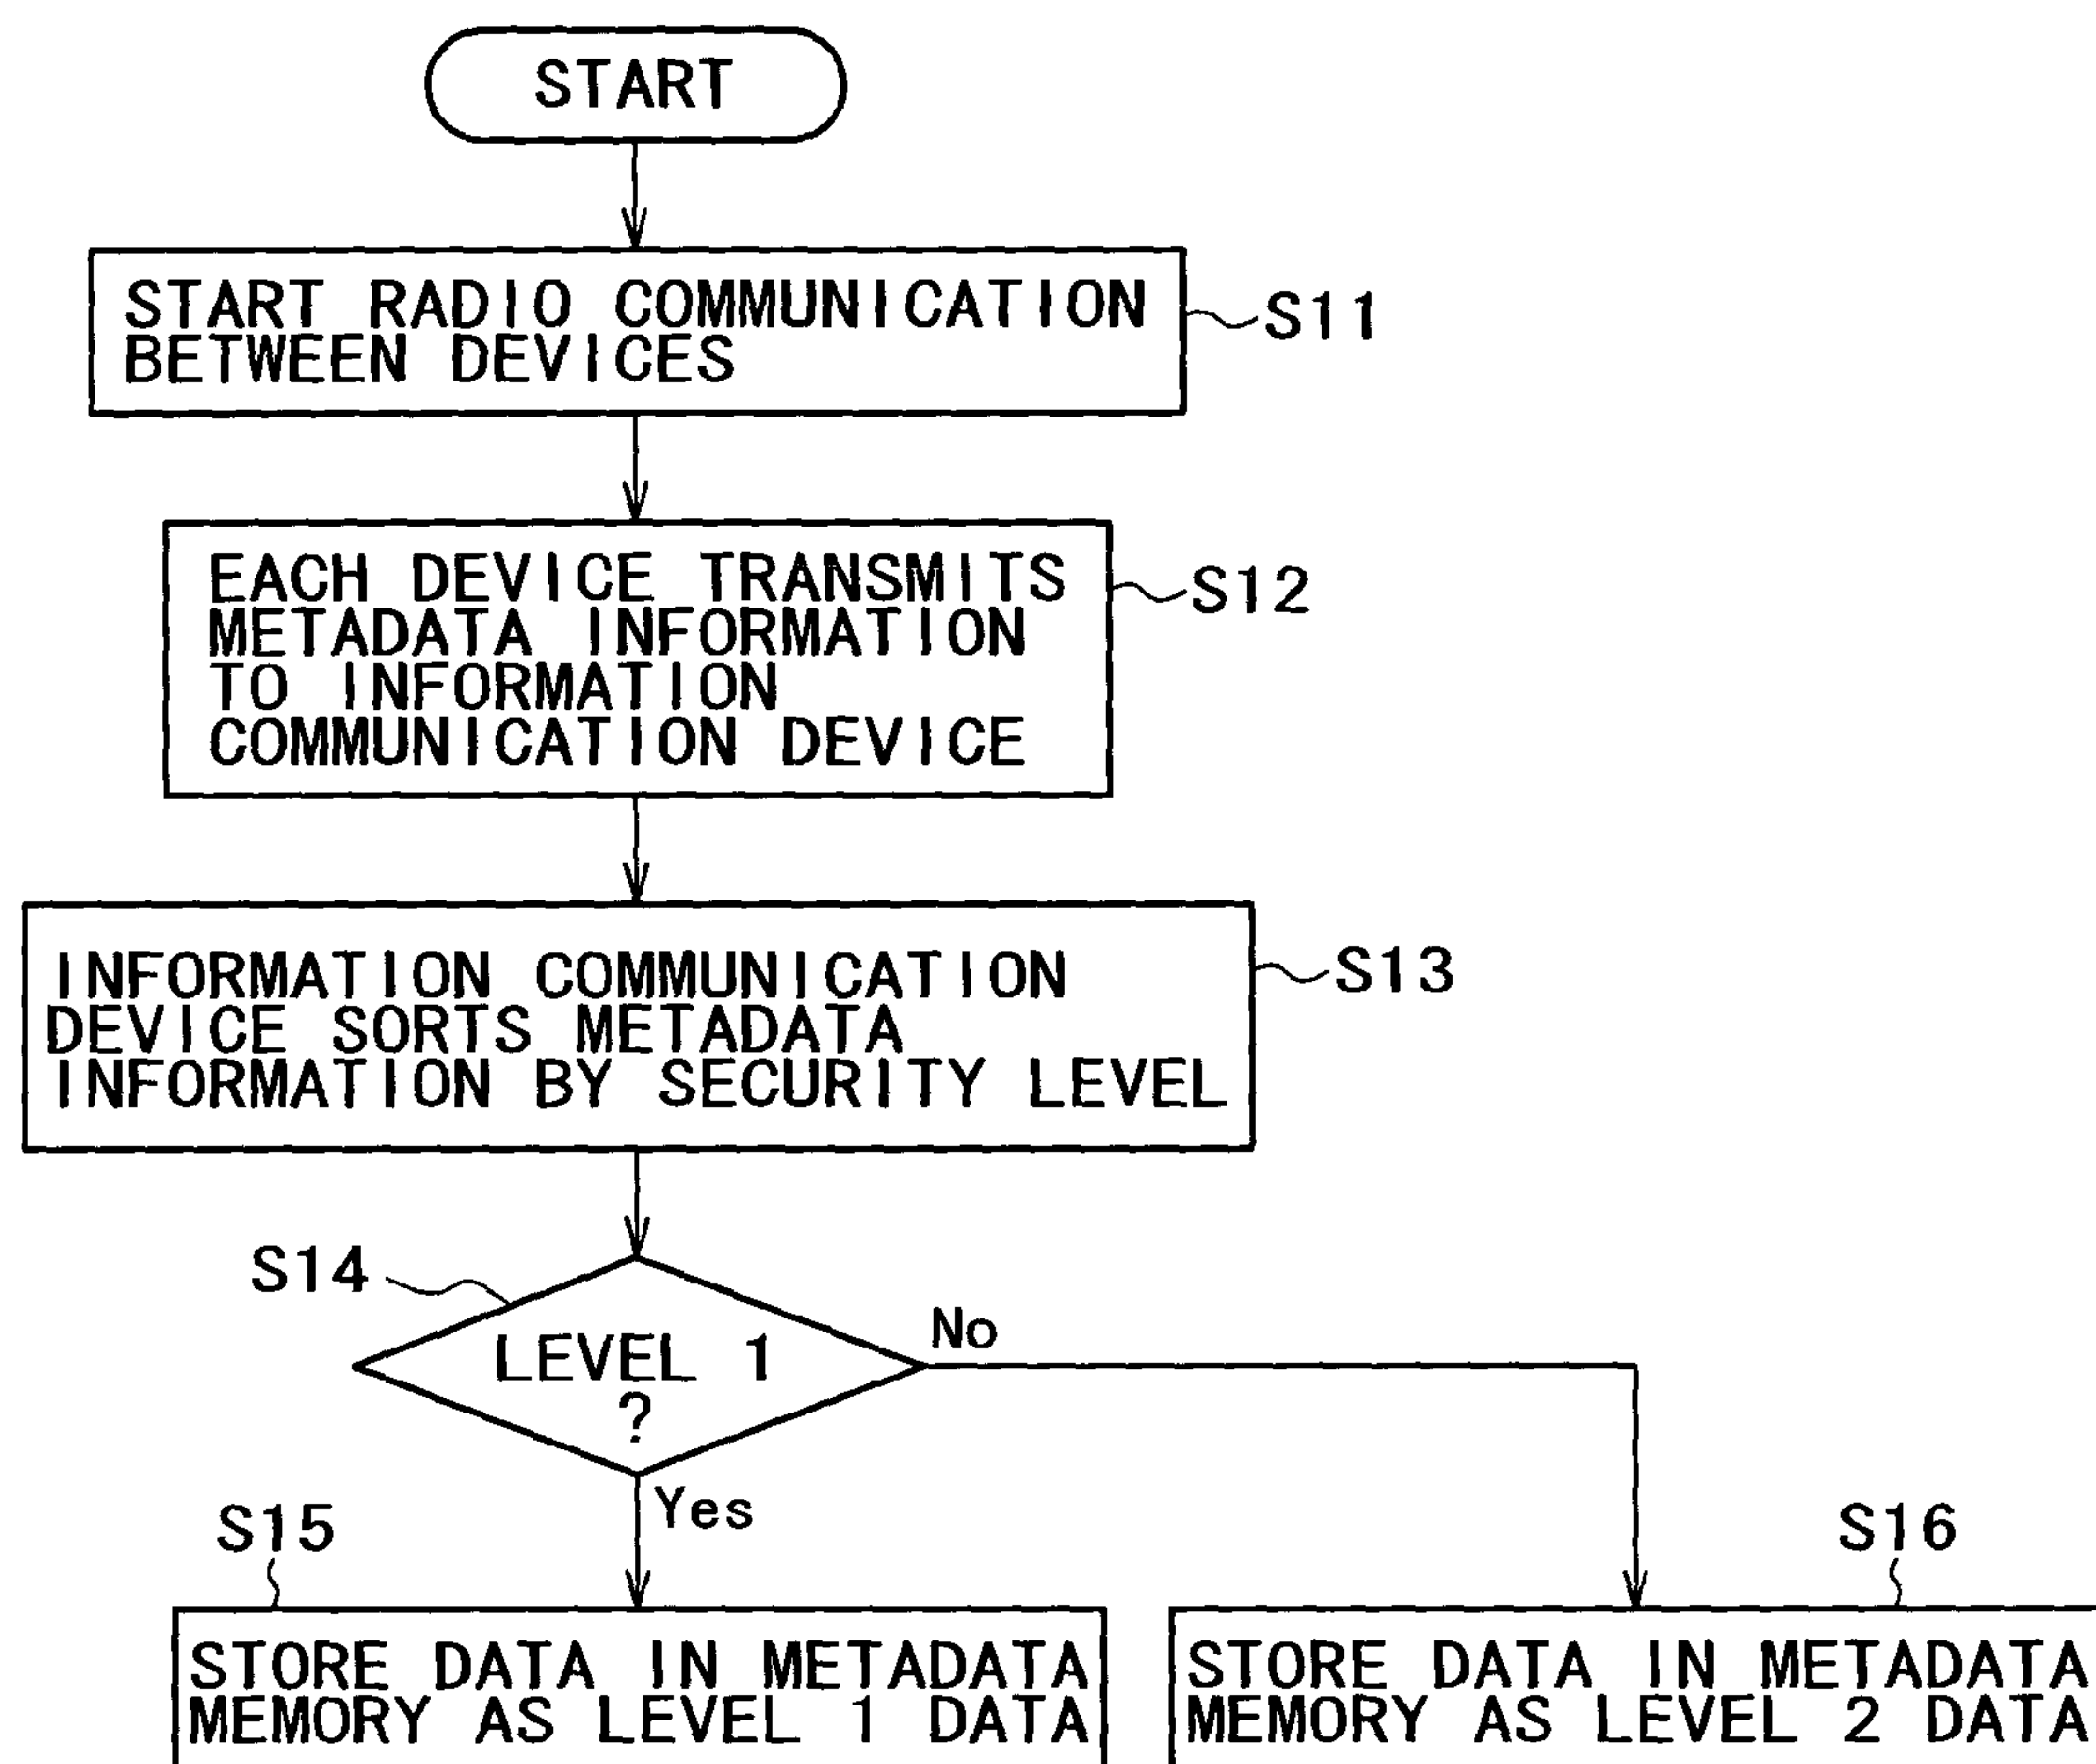 START
START RADIO COMMUNICATION
BETWEEN DEVICES
S11
EACH DEVICE TRANSMITS
METADATA INFORMATION
TO INFORMATION
COMMUNICATION DEVICE
S12
INFORMATION COMMUNICATION
DEVICE SORTS METADATA
INFORMATION BY SECURITY LEVEL
S13
S14
LEVEL 1
?
No
Yes
S15
STORE DATA IN METADATA
MEMORY AS LEVEL 1 DATA
S16
STORE DATA IN METADATA
MEMORY AS LEVEL 2 DATA